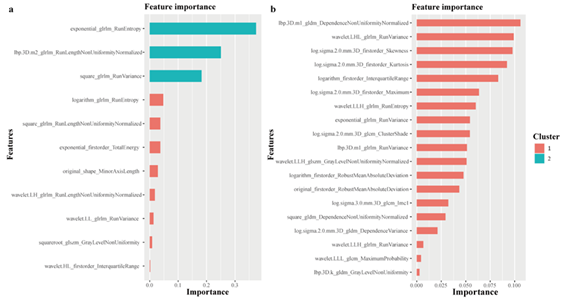 a
Feature importance
exponential_glrlm_RunEntropy
lbp.3D.m2_glrlm_RunLengthNonUniformityNormalized
square_glrlm_RunVariance
logarithm_glrlm_RunEntropy
square_glrlm_RunLengthNonUniformityNormalized
exponential_firstorder_TotalEnergy
original_shape_MinorAxisLength
wavelet.LLH_glrlm_RunLengthNonUniformityNormalized
wavelet.LL_glrlm_RunVariance
squareroot_glszm_GrayLevelNonUniformity
wavelet.HL_firstorder_InterquartileRange
Features
0.0
0.1
0.2
0.3
Importance
b
Feature importance
lbp.3D.m1_gldm_DependenceNonUniformityNormalized
wavelet.LHL_glrlm_RunVariance
log.sigma.2.0.mm.3D_firstorder_Skewness
log.sigma.2.0.mm.3D_firstorder_Kurtosis
logarithm_firstorder_InterquartileRange
log.sigma.2.0.mm.3D_firstorder_Maximum
wavelet.LLH_glrlm_RunEntropy
exponential_glrlm_RunVariance
log.sigma.2.0.mm.3D_glcm_ClusterShade
lbp.3D.m1_glrlm_RunVariance
wavelet.LLH_glszm_GrayLevelNonUniformityNormalized
logarithm_firstorder_RobustMeanAbsoluteDeviation
original_firstorder_RobustMeanAbsoluteDeviation
log.sigma.3.0.mm.3D_glcm_Imc1
square_gldm_DependenceNonUniformityNormalized
log.sigma.2.0.mm.3D_gldm_DependenceVariance
wavelet.LLH_glrlm_RunVariance
wavelet.LLL_glcm_MaximumProbability
lbp.3D.k_gldm_GrayLevelNonUniformity
Features
0.000
0.025
0.050
0.075
0.100
Importance
Cluster
1
2